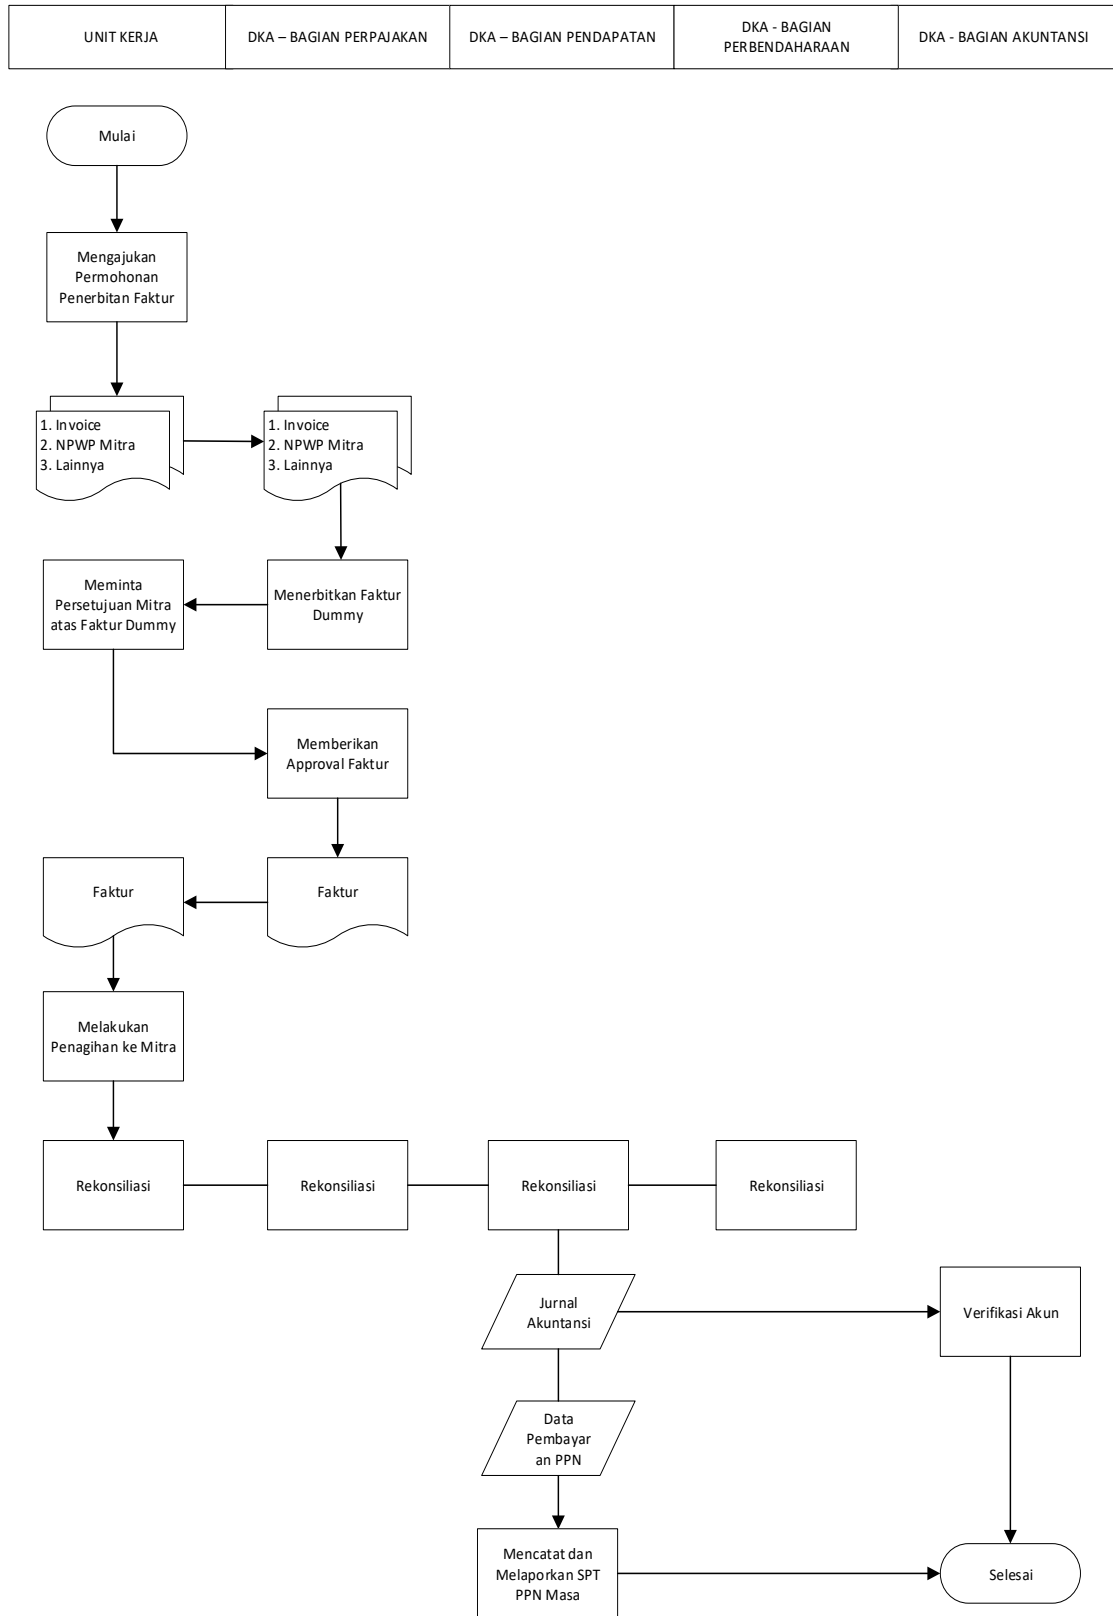 UNIT KERJA
DKA – BAGIAN PERPAJAKAN
DKA – BAGIAN PENDAPATAN
DKA - BAGIAN
PERBENDAHARAAN
DKA - BAGIAN AKUNTANSI
Mulai
Mengajukan
Permohonan
Penerbitan Faktur
1. Invoice
2. NPWP Mitra
3. Lainnya
1. Invoice
2. NPWP Mitra
3. Lainnya
Meminta
Persetujuan Mitra
atas Faktur Dummy
Menerbitkan Faktur
Dummy
Memberikan
Approval Faktur
Faktur
Faktur
Melakukan
Penagihan ke Mitra
Rekonsiliasi
Rekonsiliasi
Rekonsiliasi
Rekonsiliasi
Jurnal
Akuntansi
Verifikasi Akun
Data
Pembayar
an PPN
Mencatat dan
Melaporkan SPT
PPN Masa
Selesai